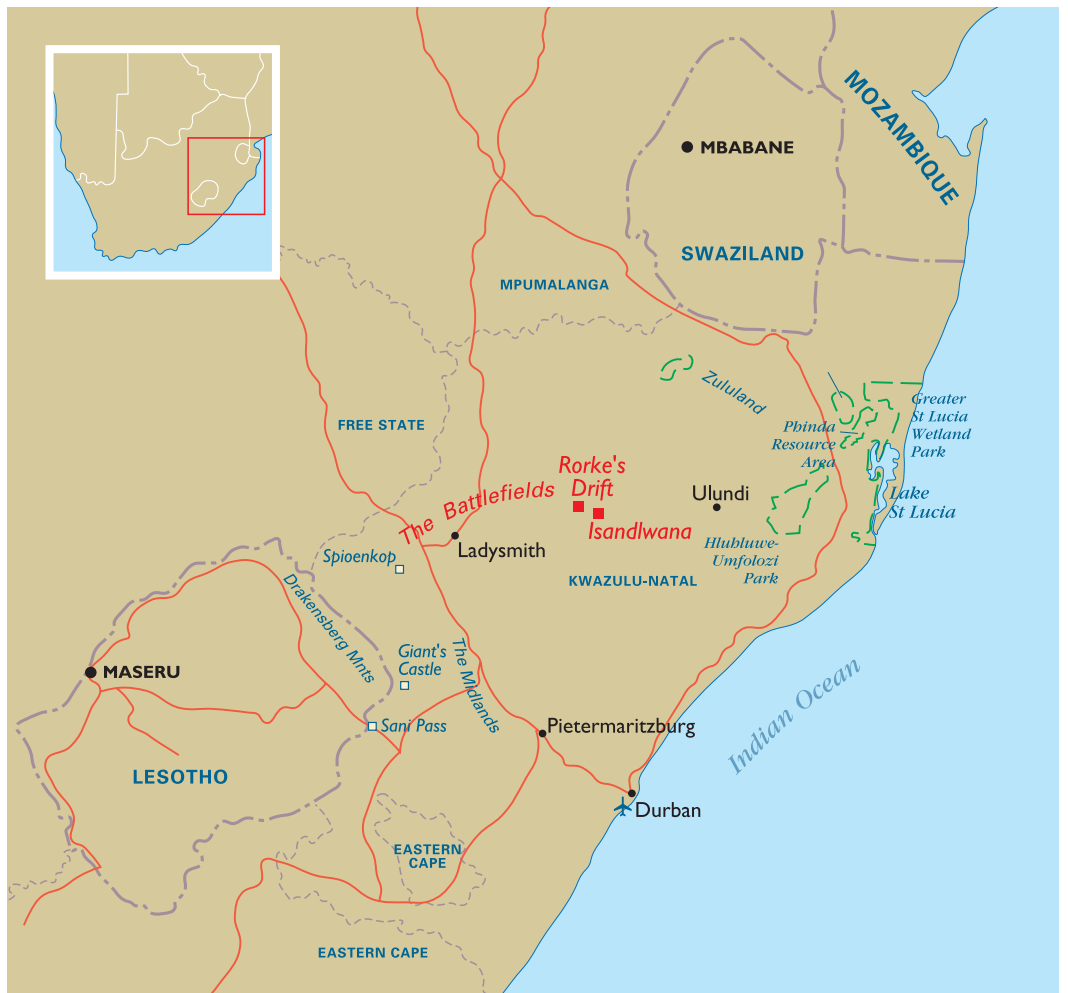 MOZAMBIQUE
MBABANE
SWAZILAND
MPUMALANGA
Zululand
FREE STATE
Greater
St Lucia
Wetland
Park
Phinda
Resource
Area
Rorke's
Drift
The Battlefields
Isandlwana
Ulundi
Lake
St Lucia
Ladysmith
Spioenkop
Hluhluwe-
Umfolozi
Park
KWAZULU-NATAL
Drakensberg Mnts
Giant's
Castle
The Midlands
MASERU
Sani Pass
Pietermaritzburg
Indian Ocean
LESOTHO
Durban
EASTERN
CAPE
EASTERN CAPE